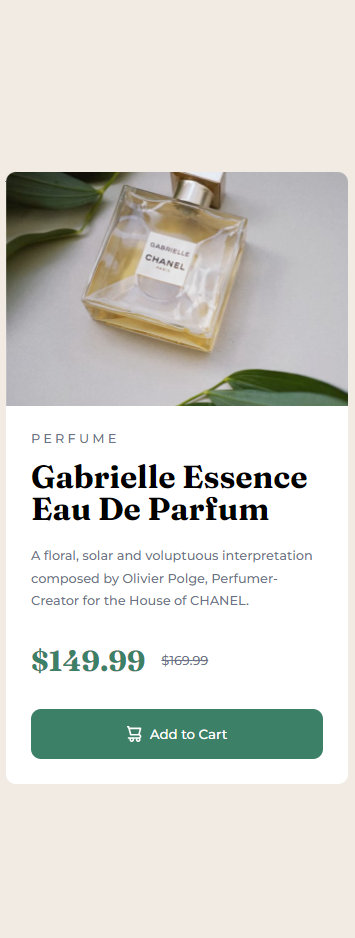 GABRIELLE
CHANEL
PARIS
PERFUME
Gabrielle Essence
Eau De Parfum
A floral, solar and voluptuous interpretation
composed by Olivier Polge, Perfumer-
Creator for the House of CHANEL.
$149.99 $169.99
Add to Cart